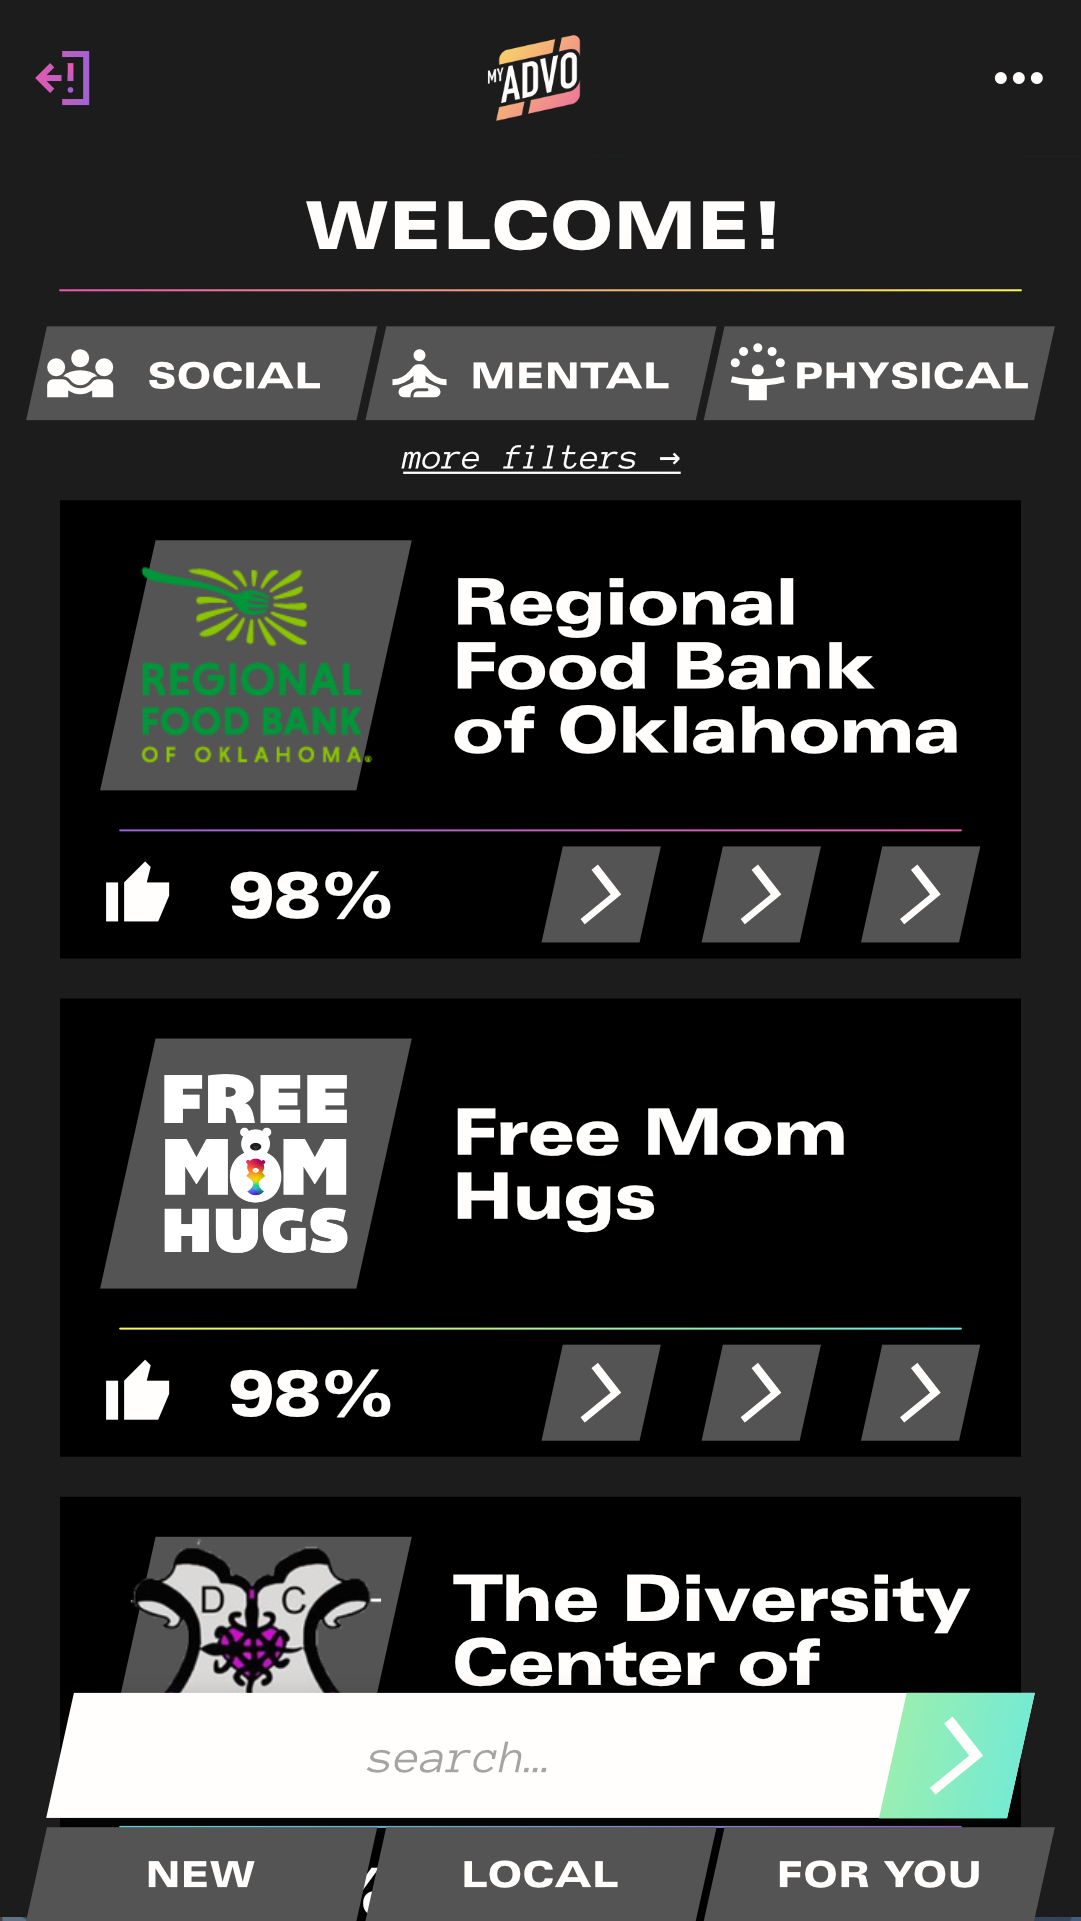 MY
ADVO
WELCOME!
SOCIAL
MENTAL
PHYSICAL
more filters →
REGIONAL
FOOD BANK
OF OKLAHOMA®
Regional
Food Bank
of Oklahoma
98%
FREE
MOM
HUGS
Free Mom
Hugs
98%
D C
The Diversity
Center of
search...
NEW
LOCAL
FOR YOU